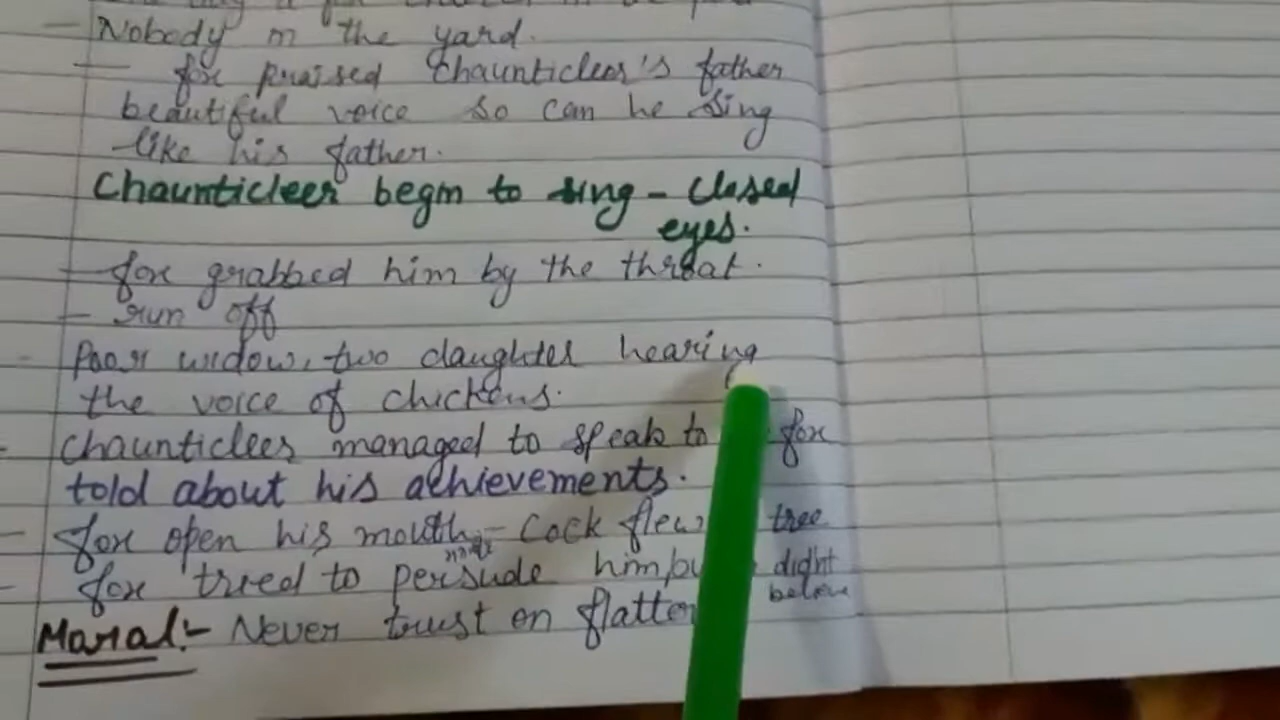 - Nobody in the yard.
- fox praised Chaunticleer's father
beautiful voice so can he sing
like his father.
Chaunticleer begin to sing - closed
eyes.
- fox grabbed him by the throat.
- run off
- Poor widow, two daughter hearing
the voice of chickens.
- Chaunticleer managed to speak to fox
told about his achievements.
- fox open his mouth - Cock flew tree
- fox tried to persude him didnt
believe
Moral:- Never trust on